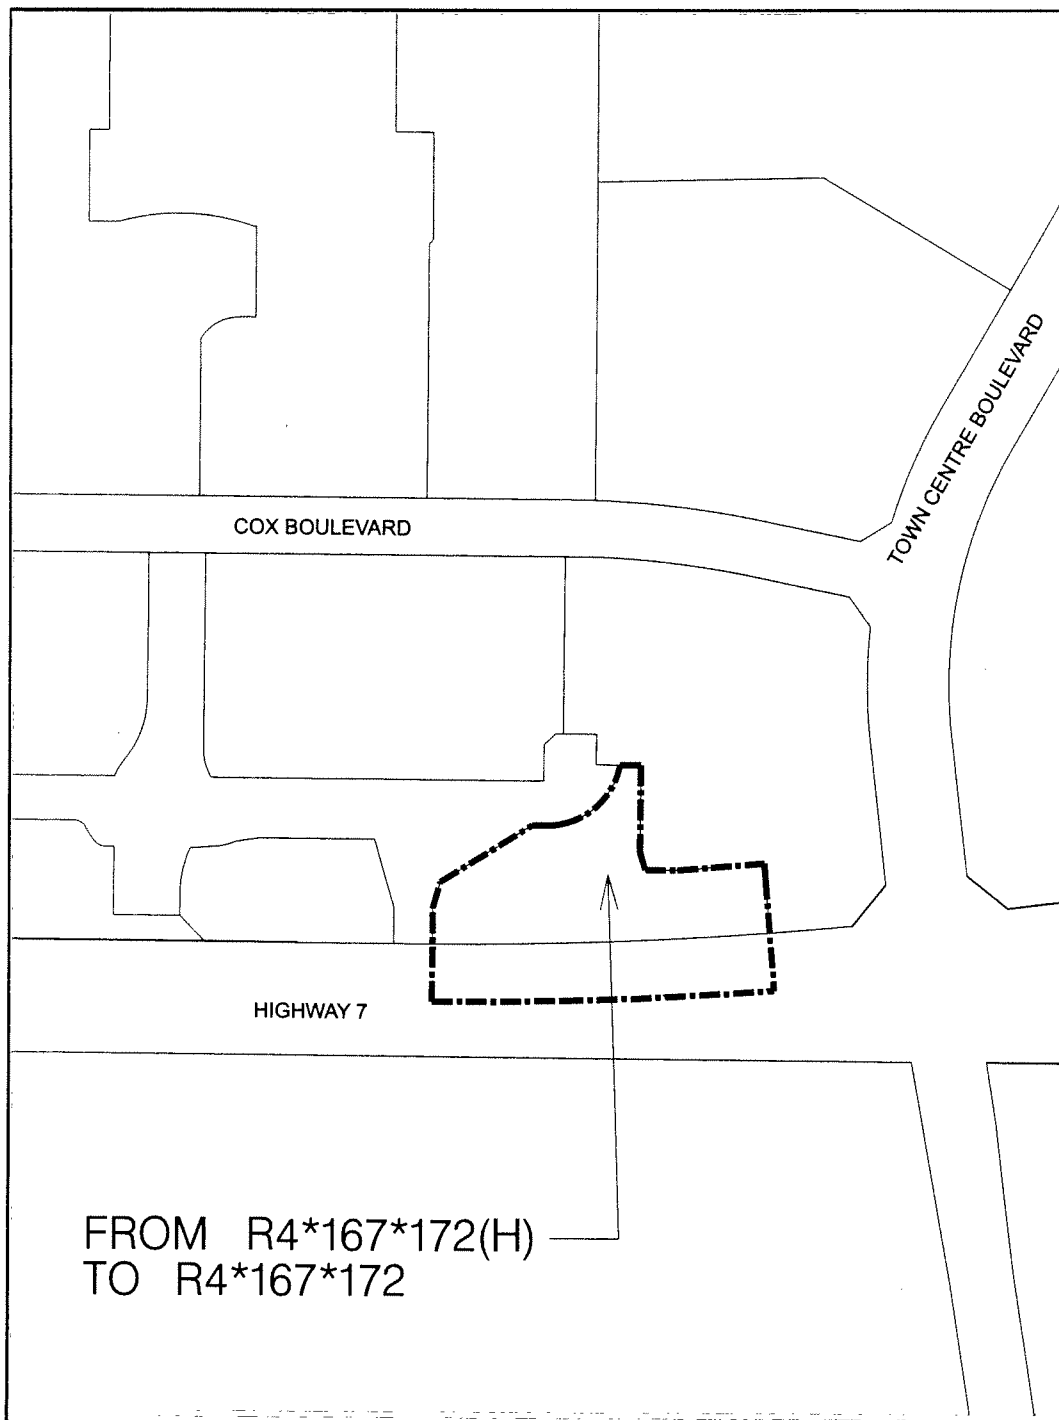 TOWN CENTRE BOULEVARD
COX BOULEVARD
HIGHWAY 7
FROM R4*167*172(H)
TO R4*167*172